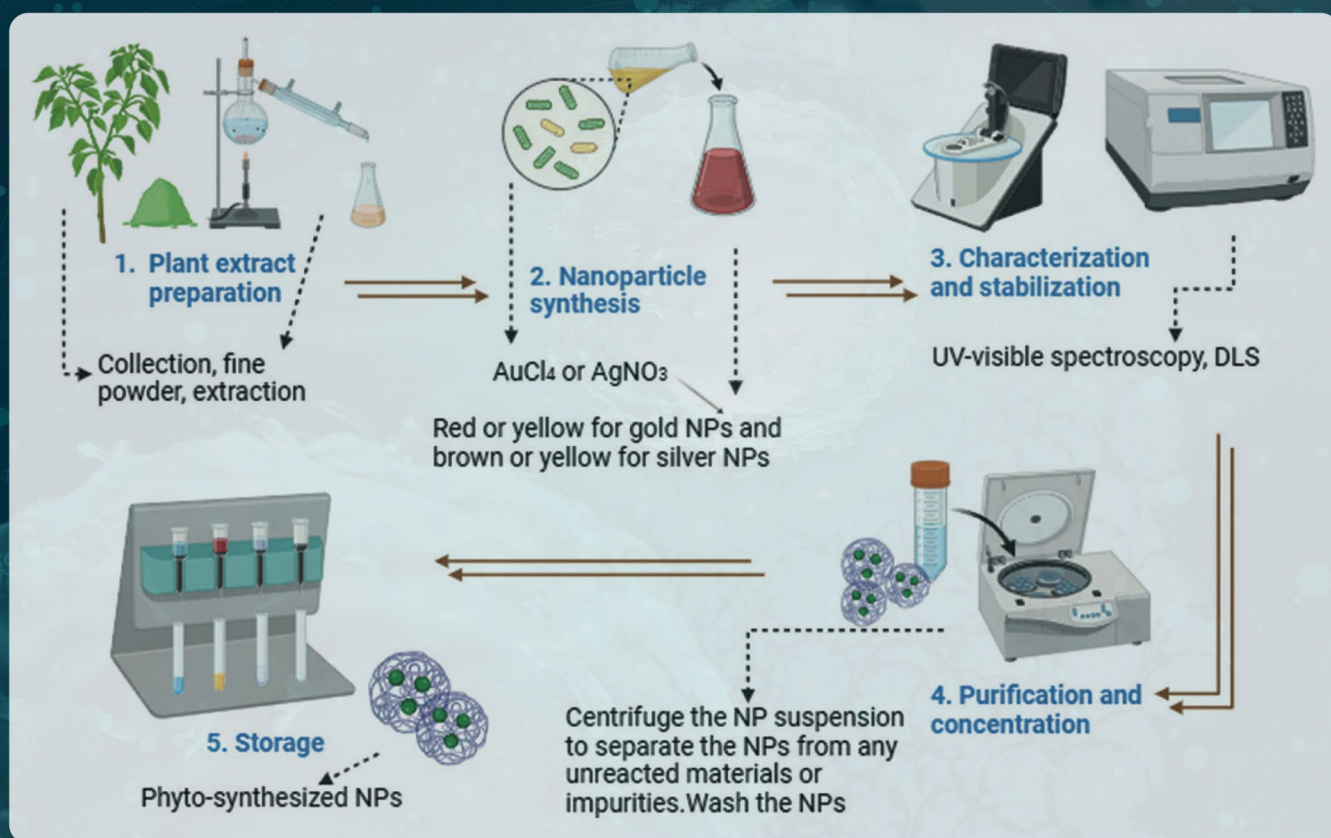 1. Plant extract
preparation
Collection, fine
powder, extraction
2. Nanoparticle
synthesis
AuCl₄ or AgNO₃
Red or yellow for gold NPs and
brown or yellow for silver NPs
3. Characterization
and stabilization
UV-visible spectroscopy, DLS
4. Purification and
concentration
Centrifuge the NP suspension
to separate the NPs from any
unreacted materials or
impurities.Wash the NPs
5. Storage
Phyto-synthesized NPs